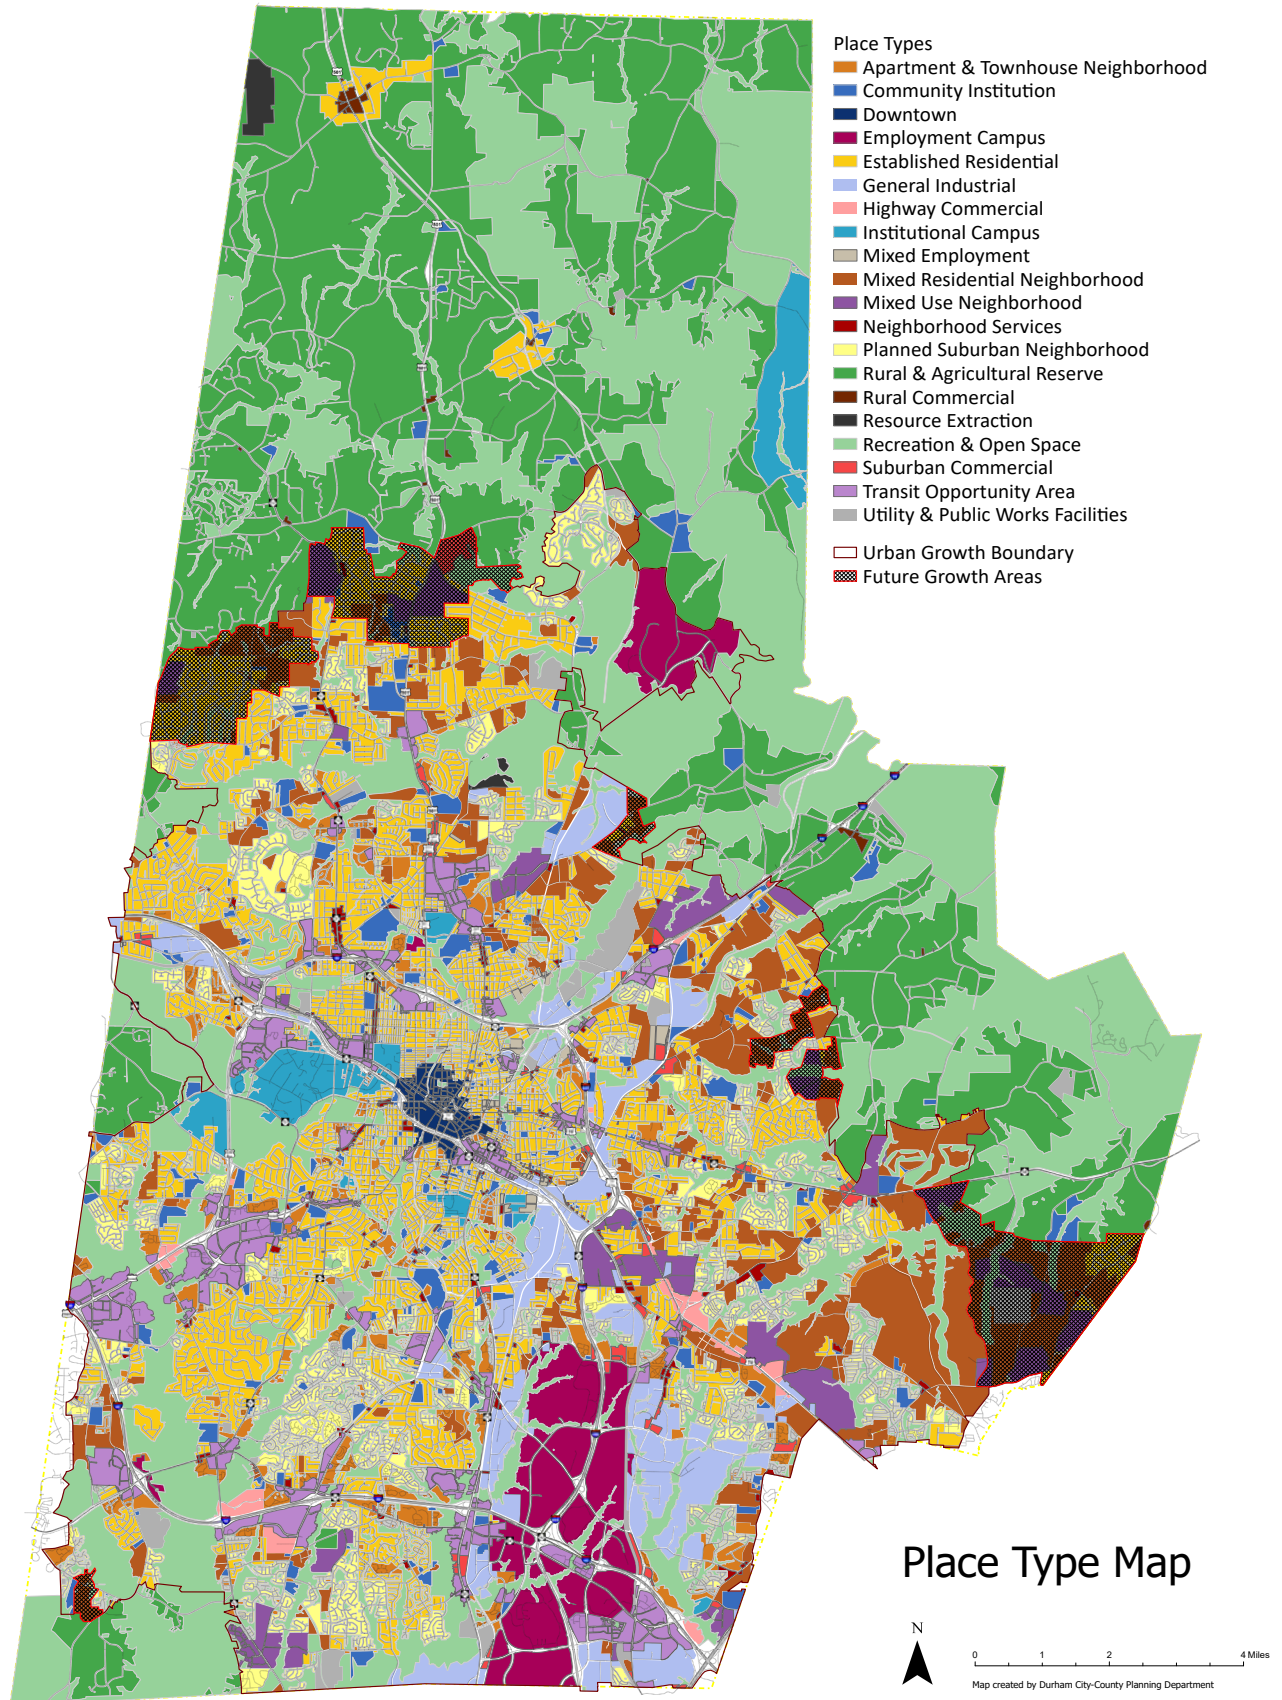 Place Types
Apartment & Townhouse Neighborhood
Community Institution
Downtown
Employment Campus
Established Residential
General Industrial
Highway Commercial
Institutional Campus
Mixed Employment
Mixed Residential Neighborhood
Mixed Use Neighborhood
Neighborhood Services
Planned Suburban Neighborhood
Rural & Agricultural Reserve
Rural Commercial
Resource Extraction
Recreation & Open Space
Suburban Commercial
Transit Opportunity Area
Utility & Public Works Facilities
Urban Growth Boundary
Future Growth Areas
Place Type Map
N
0 1 2 4 Miles
Map created by Durham City-County Planning Department